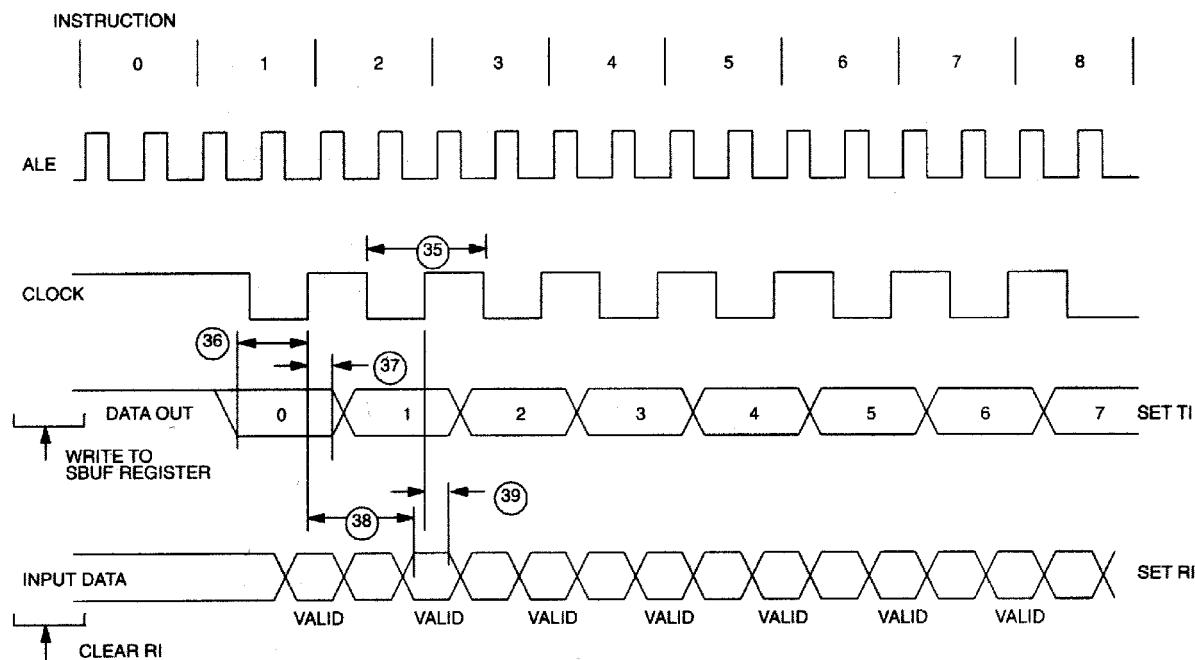 INSTRUCTION
0 1 2 3 4 5 6 7 8
ALE
35
CLOCK
36
37
DATA OUT 0 1 2 3 4 5 6 7 SET TI
WRITE TO
SBUF REGISTER
39
38
INPUT DATA SET RI
VALID VALID VALID VALID VALID VALID VALID
CLEAR RI